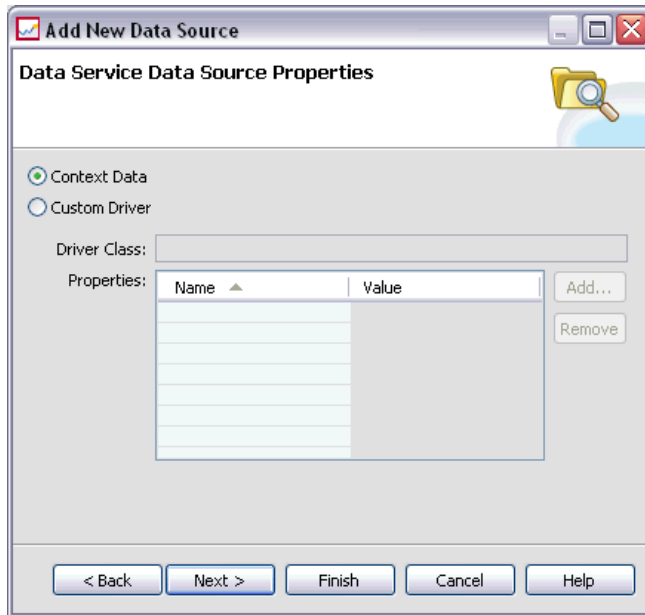 Add New Data Source
Data Service Data Source Properties
Context Data
Custom Driver
Driver Class:
Properties: Name Value Add...
Remove
< Back Next > Finish Cancel Help